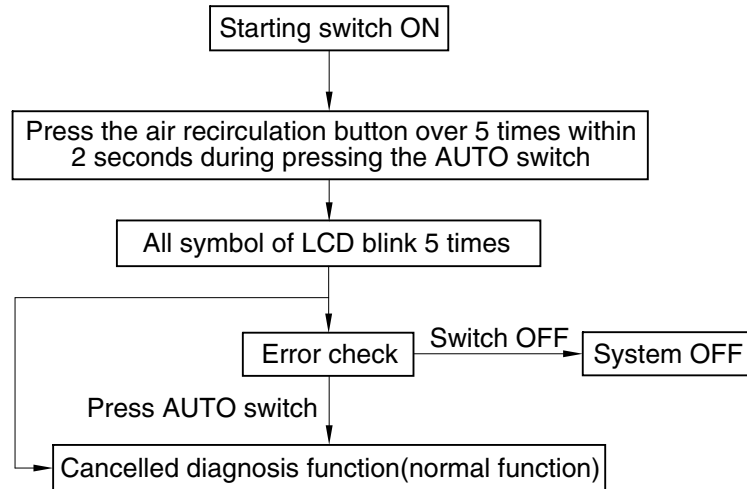 Starting switch ON
Press the air recirculation button over 5 times within
2 seconds during pressing the AUTO switch
All symbol of LCD blink 5 times
Error check
Switch OFF
System OFF
Press AUTO switch
Cancelled diagnosis function(normal function)